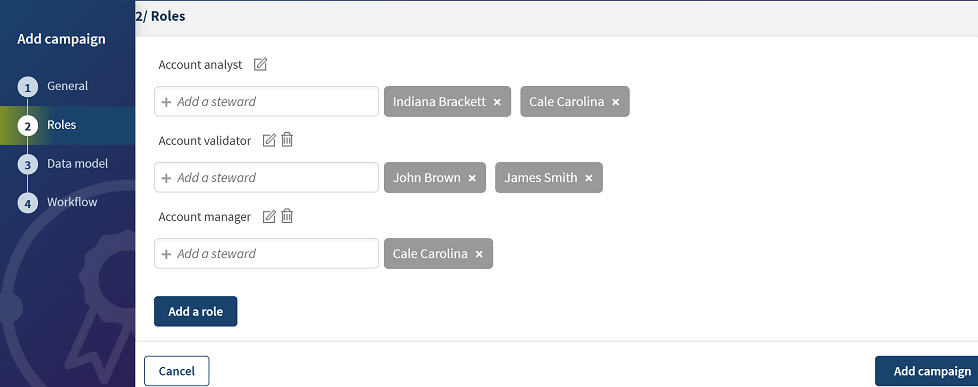 2/ Roles
Add campaign
1 General
2 Roles
3 Data model
4 Workflow
Account analyst
+ Add a steward
Indiana Brackett ×
Cale Carolina ×
Account validator
+ Add a steward
John Brown ×
James Smith ×
Account manager
+ Add a steward
Cale Carolina ×
Add a role
Cancel
Add campaign